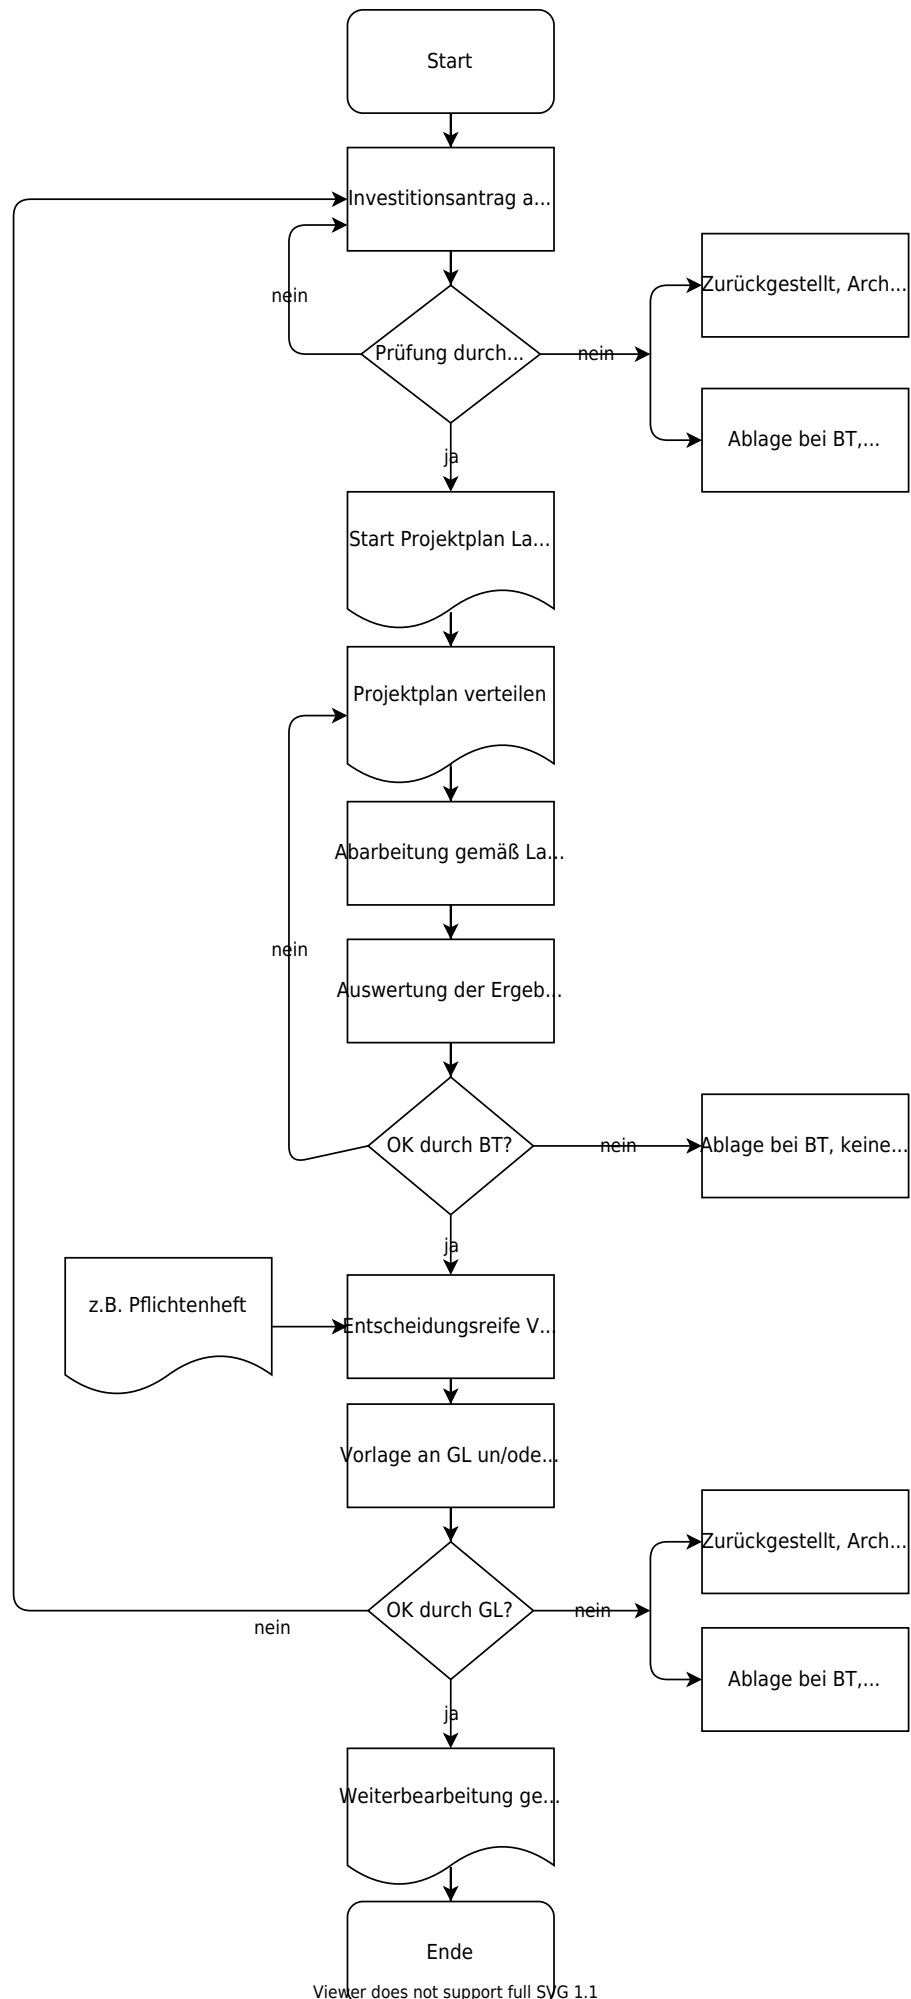 Start
Investitionsantrag a...
nein
Zurückgestellt, Arch...
Prüfung durch...
nein
Ablage bei BT,...
ja
Start Projektplan La...
Projektplan verteilen
Abarbeitung gemäß La...
nein
Auswertung der Ergeb...
OK durch BT?
nein
Ablage bei BT, keine...
ja
z.B. Pflichtenheft
Entscheidungsreife V...
Vorlage an GL un/ode...
Zurückgestellt, Arch...
OK durch GL?
nein
nein
Ablage bei BT,...
ja
Weiterbearbeitung ge...
Ende
Viewer does not support full SVG 1.1